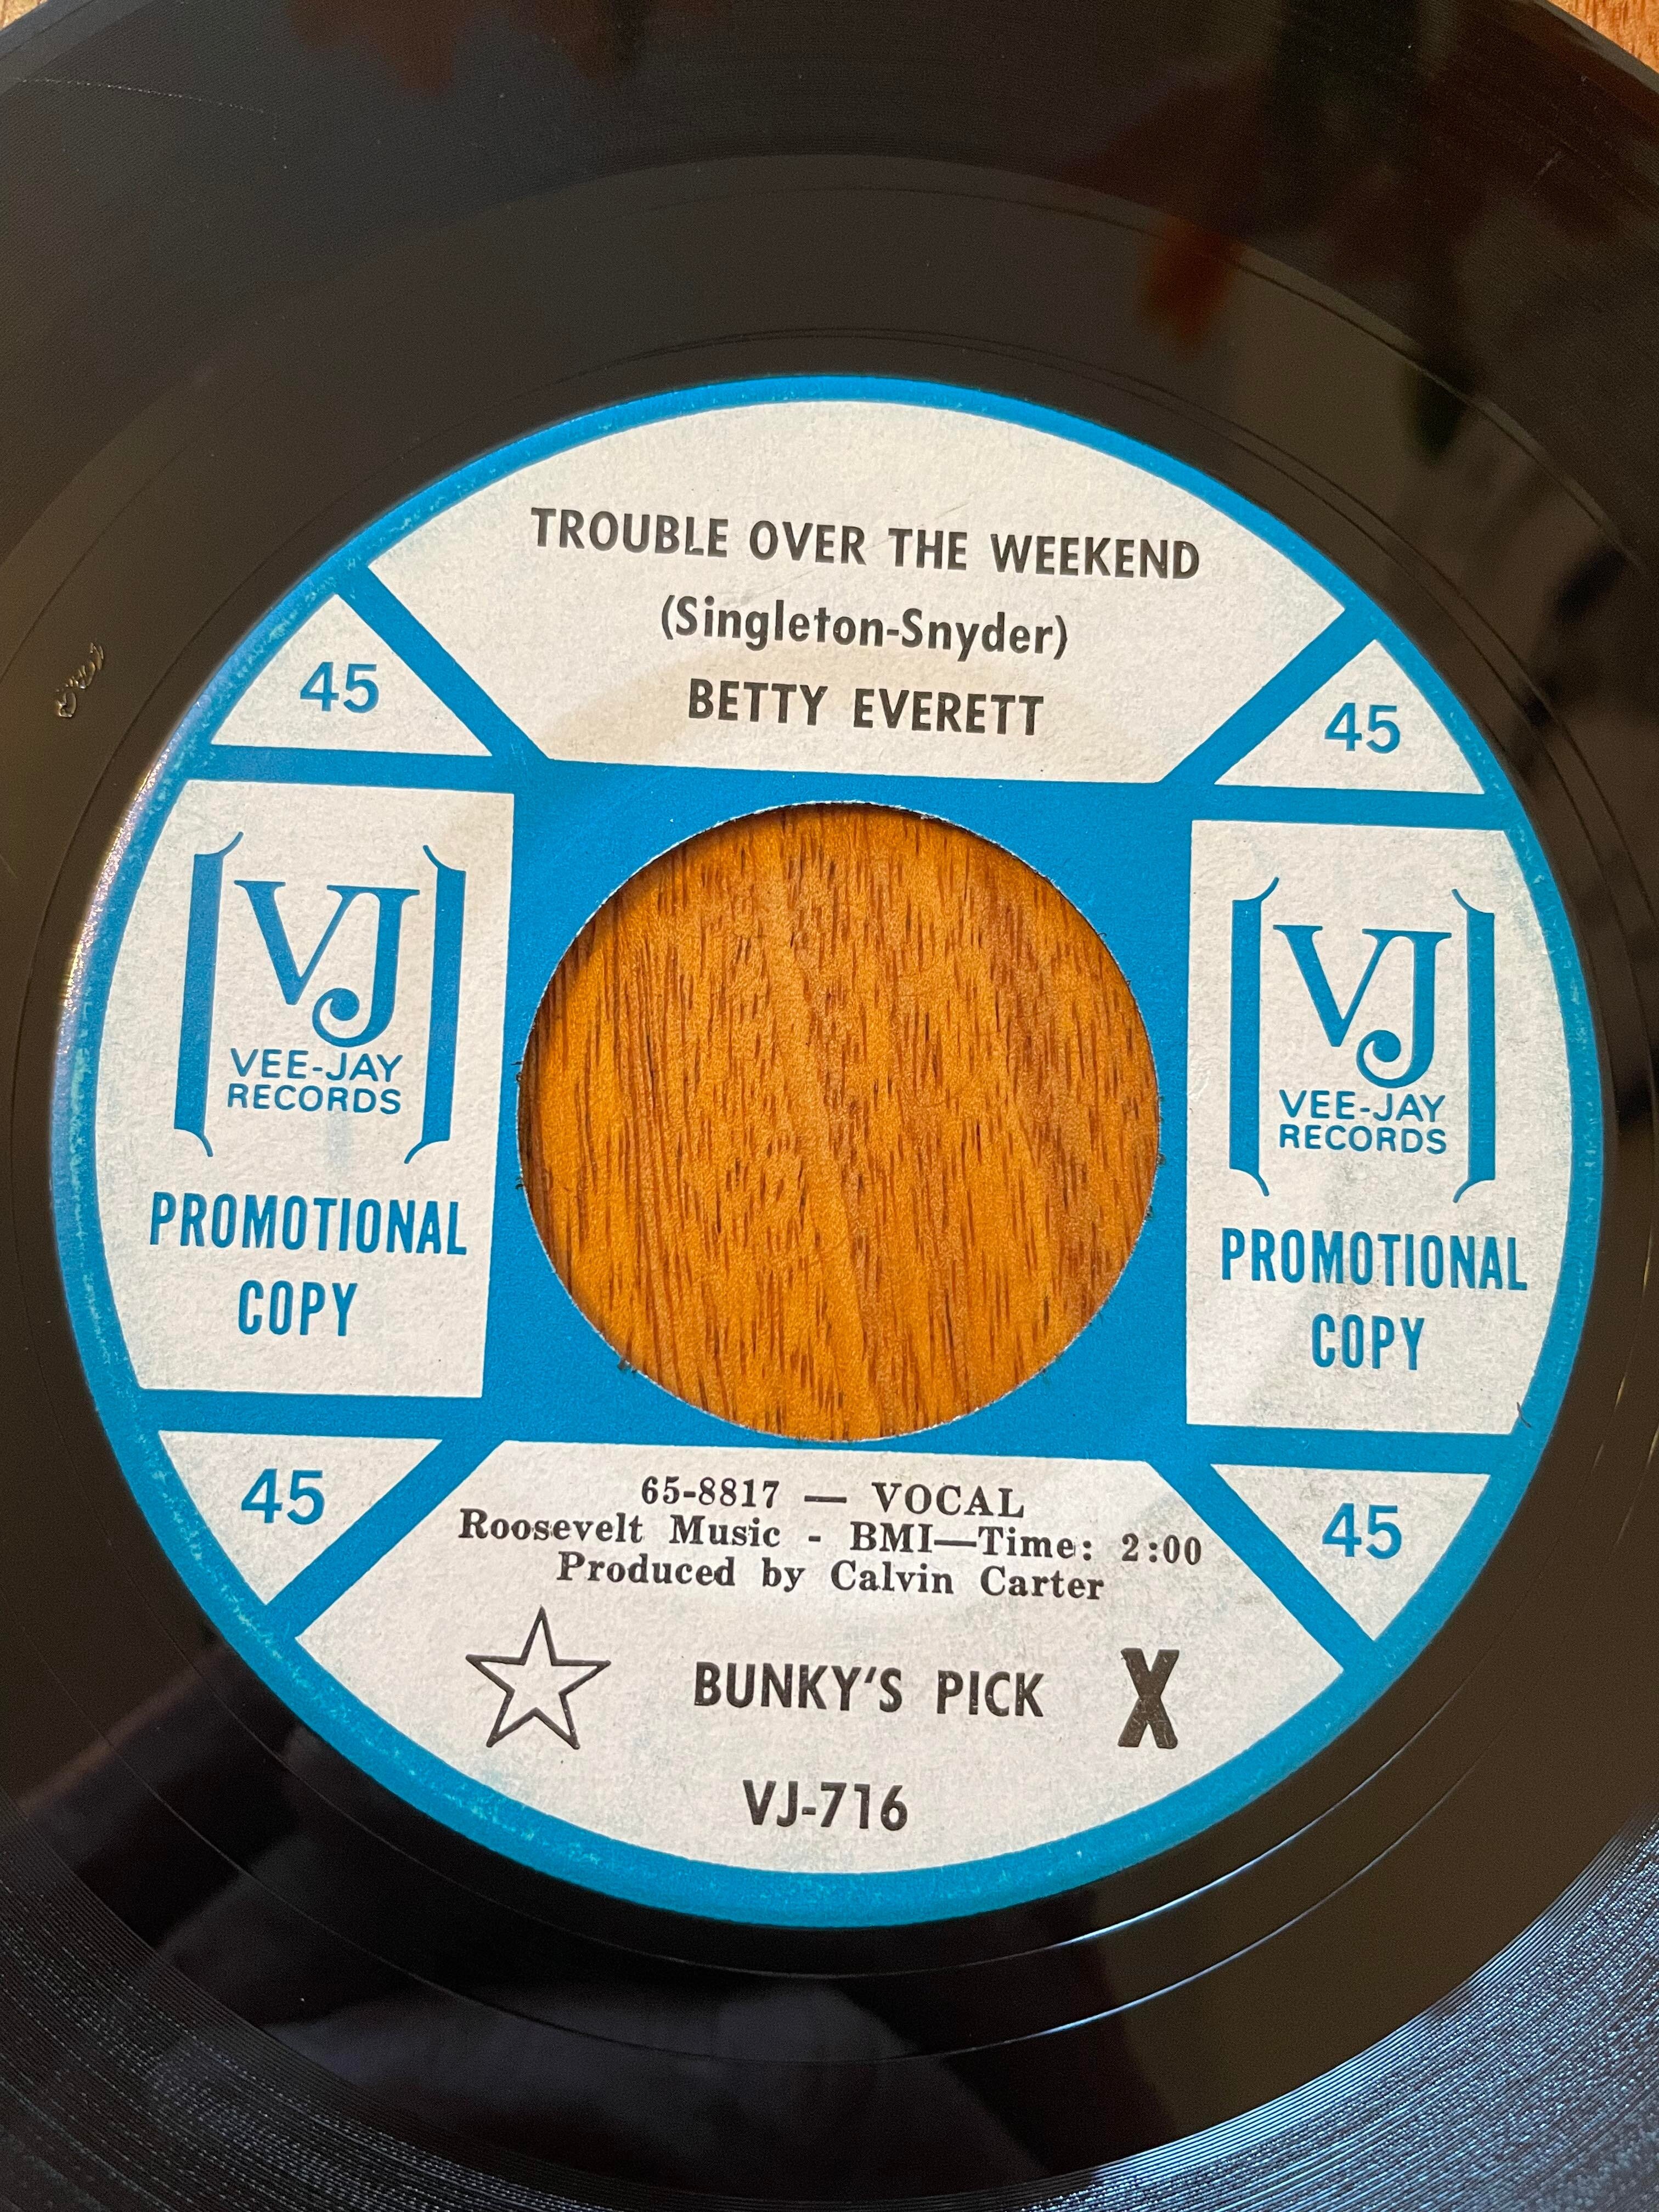 TROUBLE OVER THE WEEKEND
(Singleton-Snyder)
BETTY EVERETT
45
45
VJ
VEE-JAY
RECORDS
PROMOTIONAL
COPY
VJ
VEE-JAY
RECORDS
PROMOTIONAL
COPY
45
45
65-8817 — VOCAL
Roosevelt Music - BMI—Time: 2:00
Produced by Calvin Carter
BUNKY'S PICK X
VJ-716